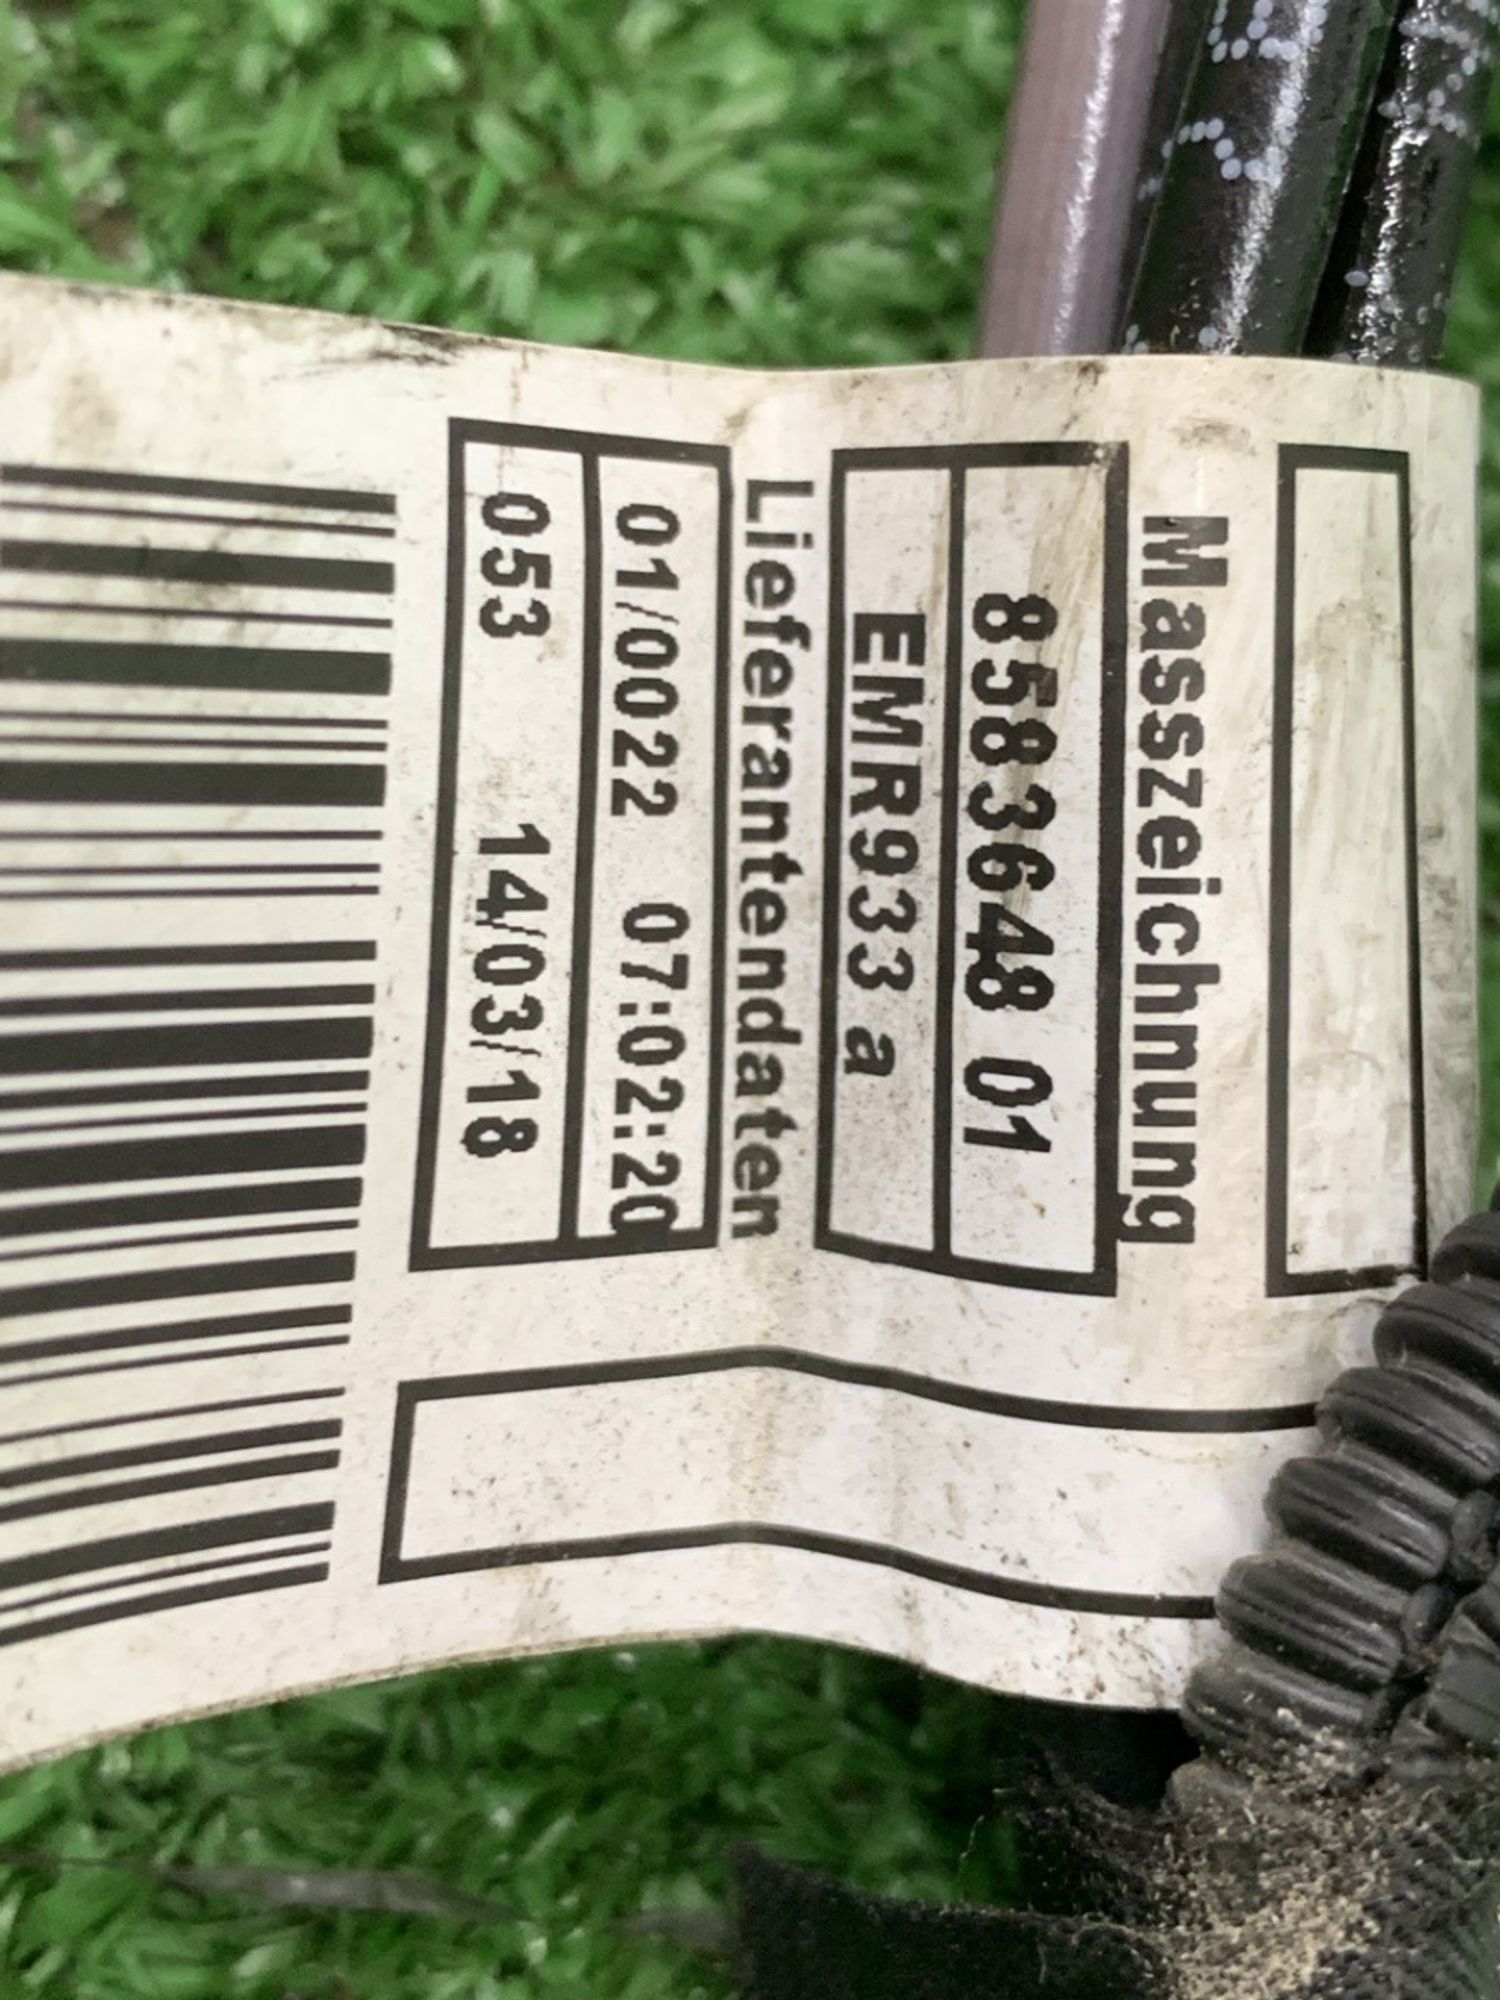 Masszeichnung
8583648 01
EMR933 a
Lieferantendaten
01/0022 07:02:20
053 14/03/18